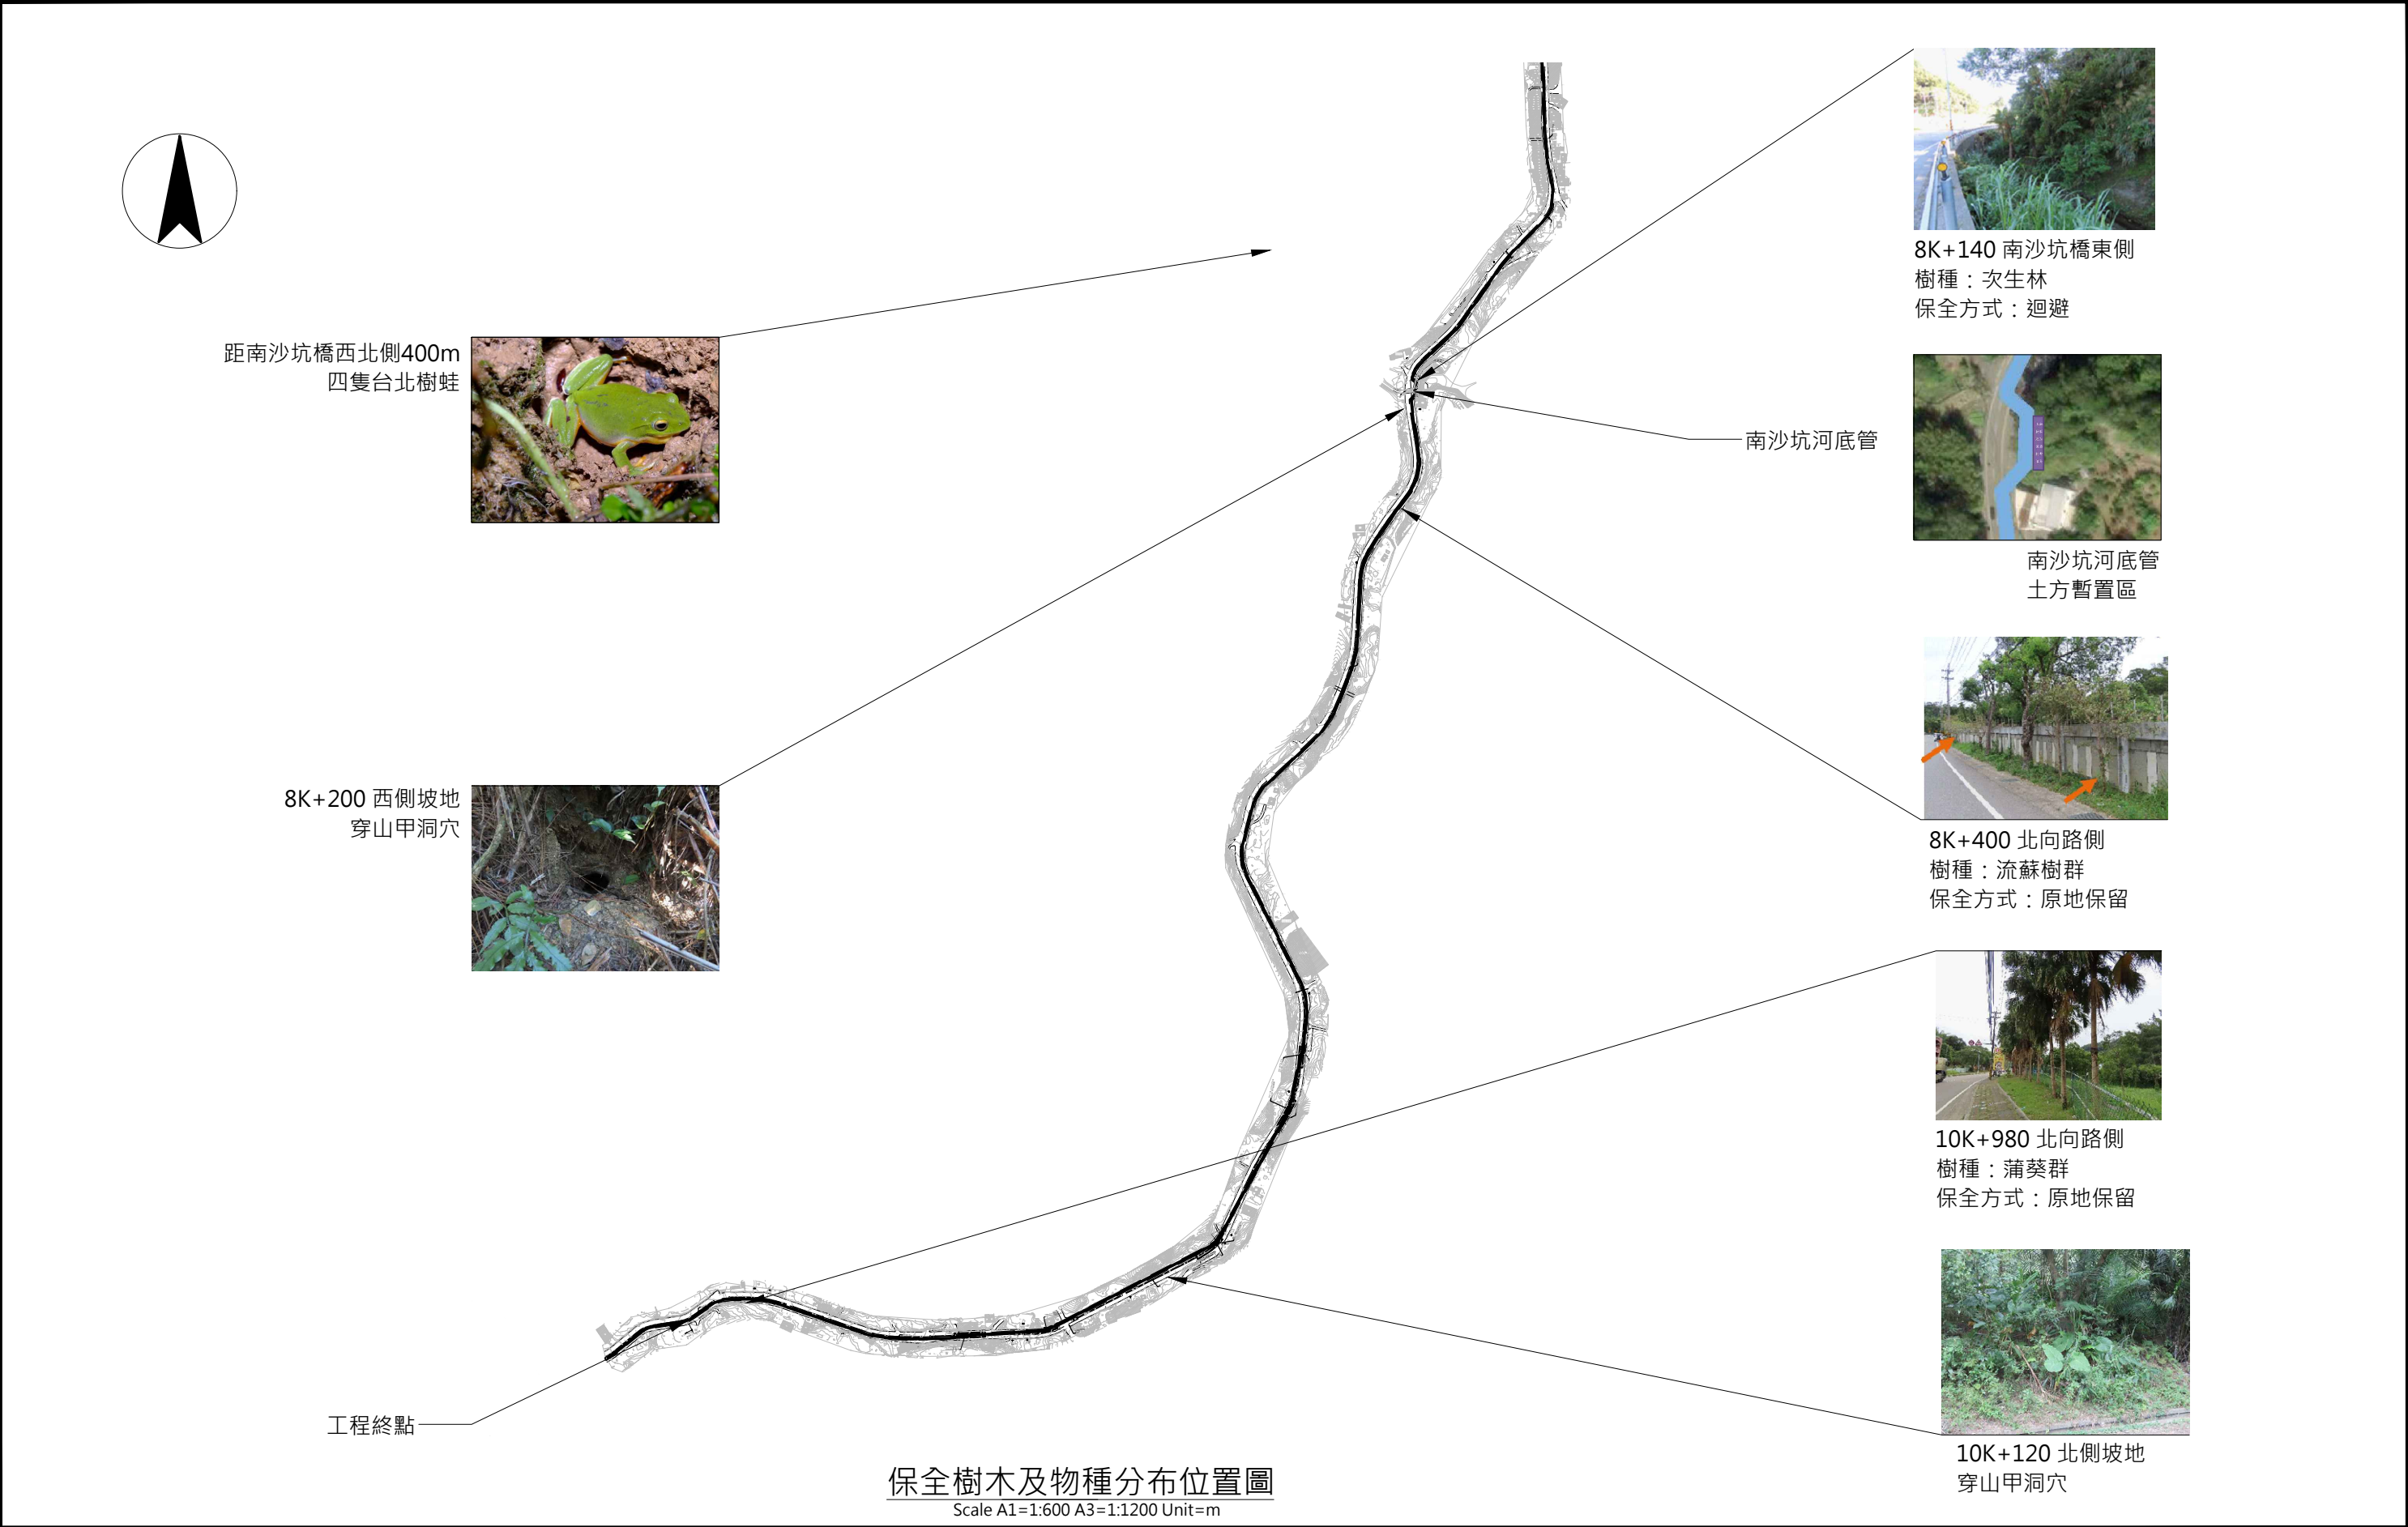 8K+140 南沙坑橋東側
樹種：次生林
保全方式：迴避
距南沙坑橋西北側400m
四隻台北樹蛙
南沙坑河底管
南沙坑河底管
土方暫置區
8K+200 西側坡地
穿山甲洞穴
8K+400 北向路側
樹種：流蘇樹群
保全方式：原地保留
10K+980 北向路側
樹種：蒲葵群
保全方式：原地保留
工程終點
10K+120 北側坡地
穿山甲洞穴
保全樹木及物種分布位置圖
Scale A1=1:600 A3=1:1200 Unit=m